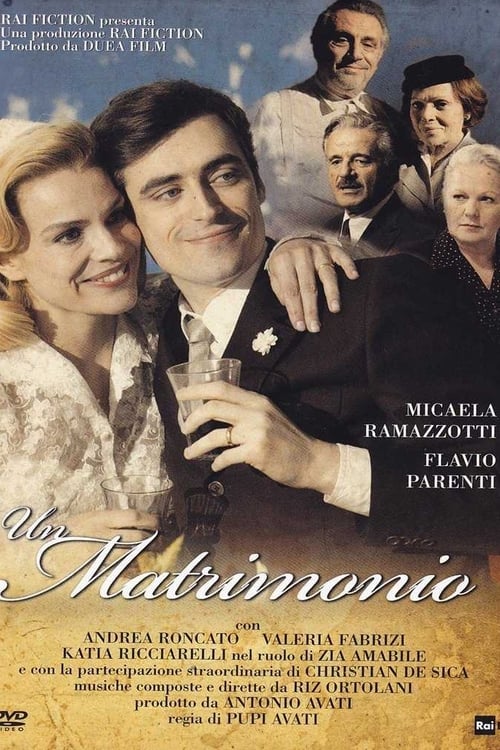 RAI FICTION presenta
Una produzione RAI FICTION
Prodotto da DUEA FILM
MICAELA
RAMAZZOTTI
FLAVIO
PARENTI
Un
Matrimonio
con
ANDREA RONCATO VALERIA FABRIZI
KATIA RICCIARELLI nel ruolo di ZIA AMABILE
e con la partecipazione straordinaria di CHRISTIAN DE SICA
musiche composte e dirette da RIZ ORTOLANI
prodotto da ANTONIO AVATI
regia di PUPI AVATI
DVD
VIDEO
Rai